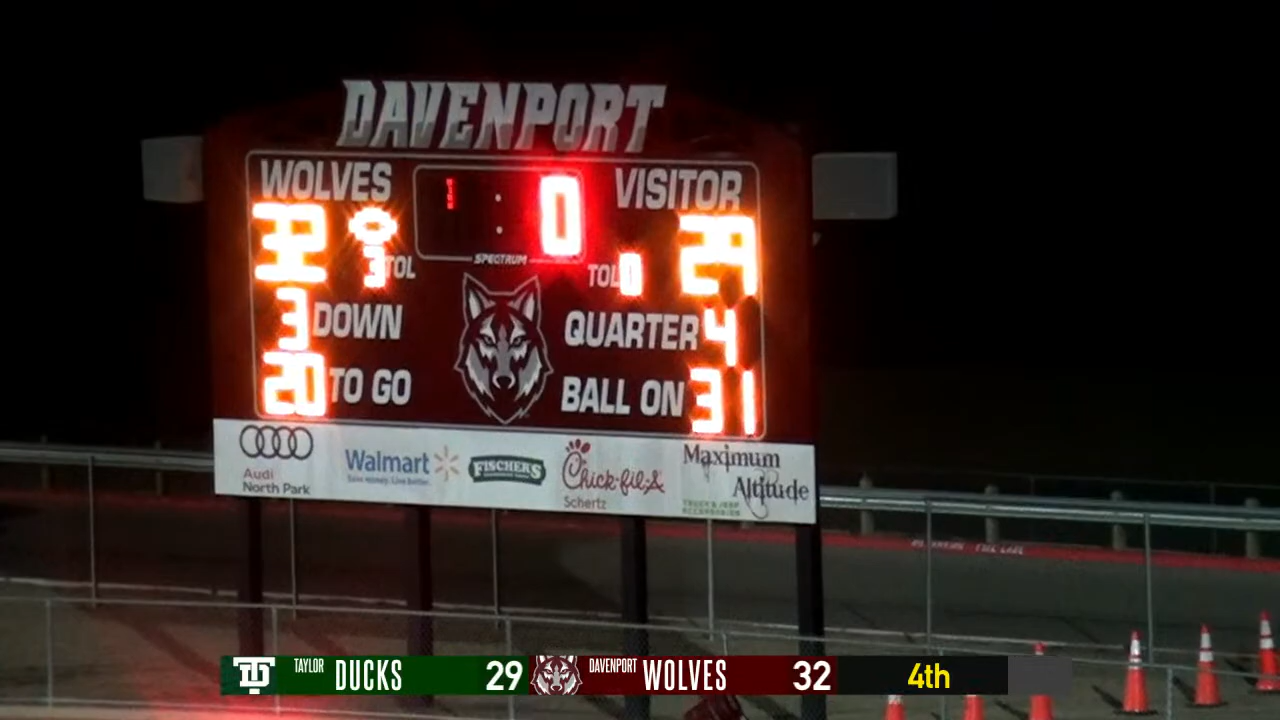 DAVENPORT
WOLVES
VISITOR
32
0
29
3 TOL
SPECTRUM
TOL 0
3 DOWN
QUARTER 4
20 TO GO
BALL ON 31
Audi
North Park
Walmart
Save money. Live better.
FISCHER'S
Chick-fil-A
Schertz
Maximum
Altitude
FIRE LANE
TAYLOR DUCKS 29 DAVENPORT WOLVES 32 4th